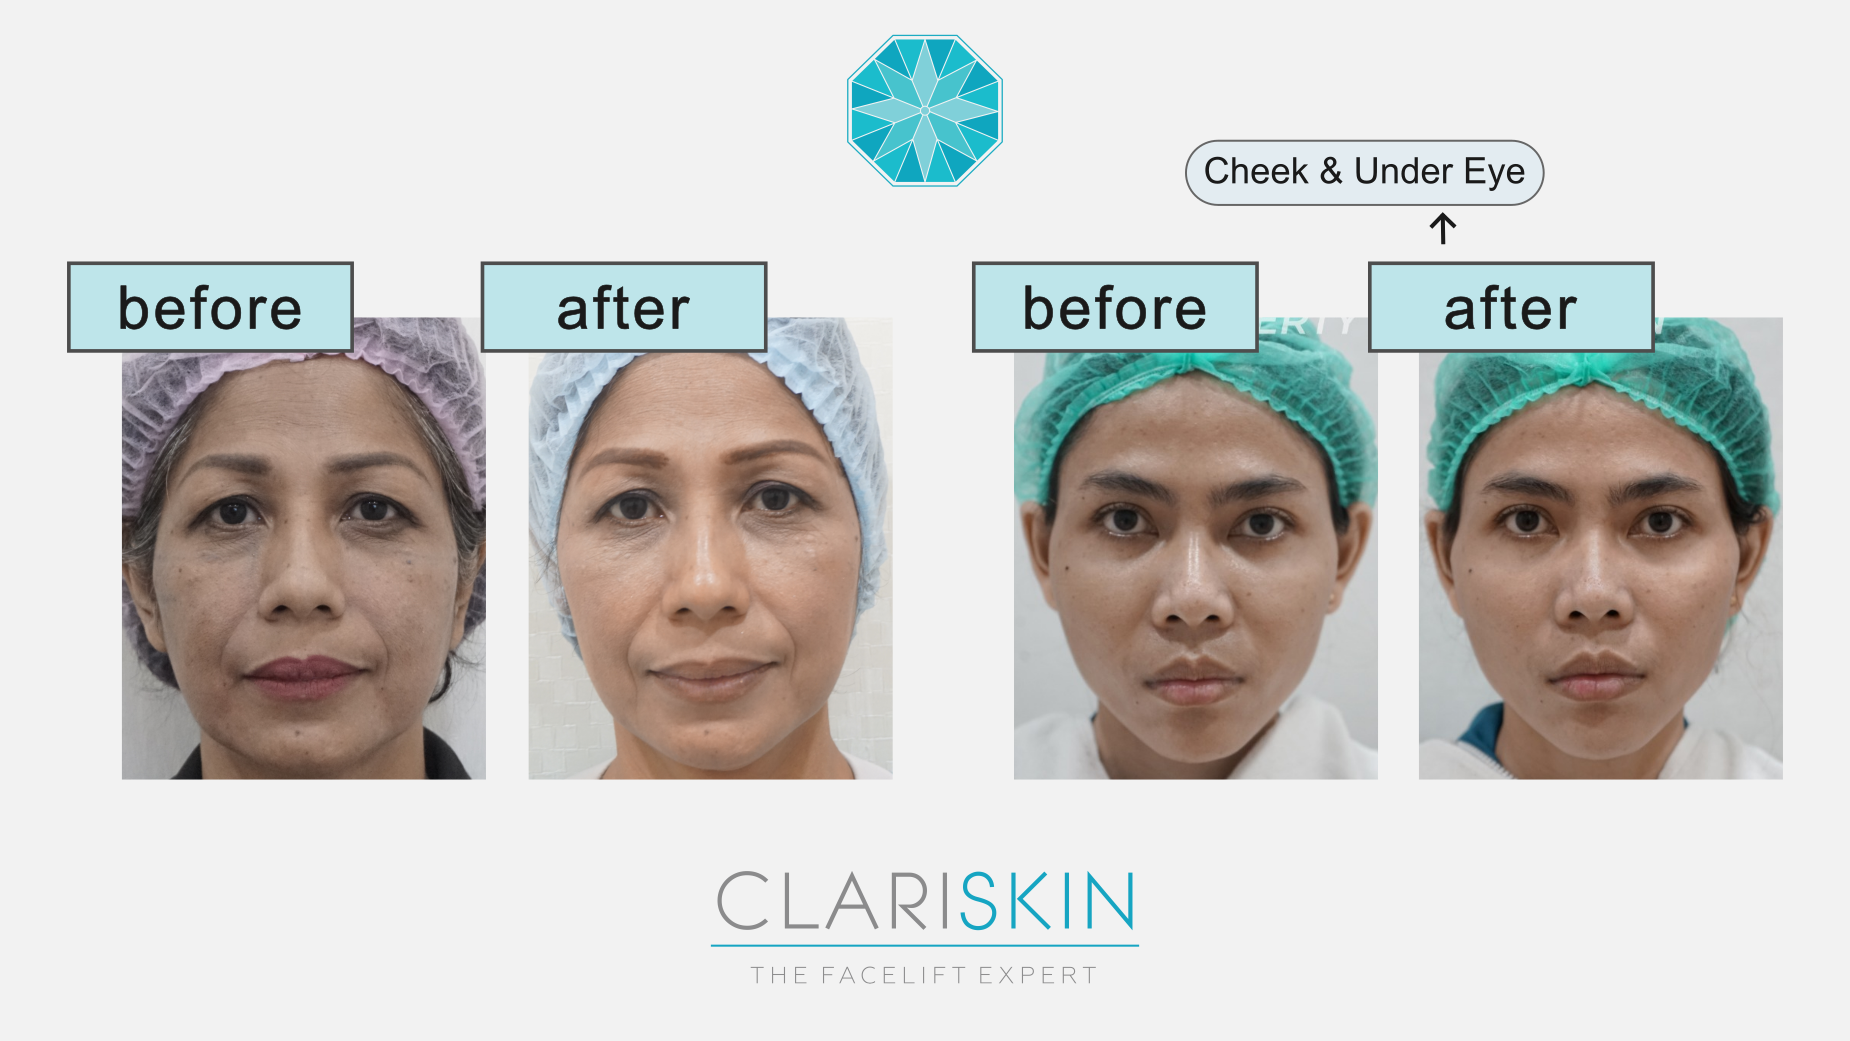 Cheek & Under Eye
before
after
before
after
CLARISKIN
THE FACELIFT EXPERT